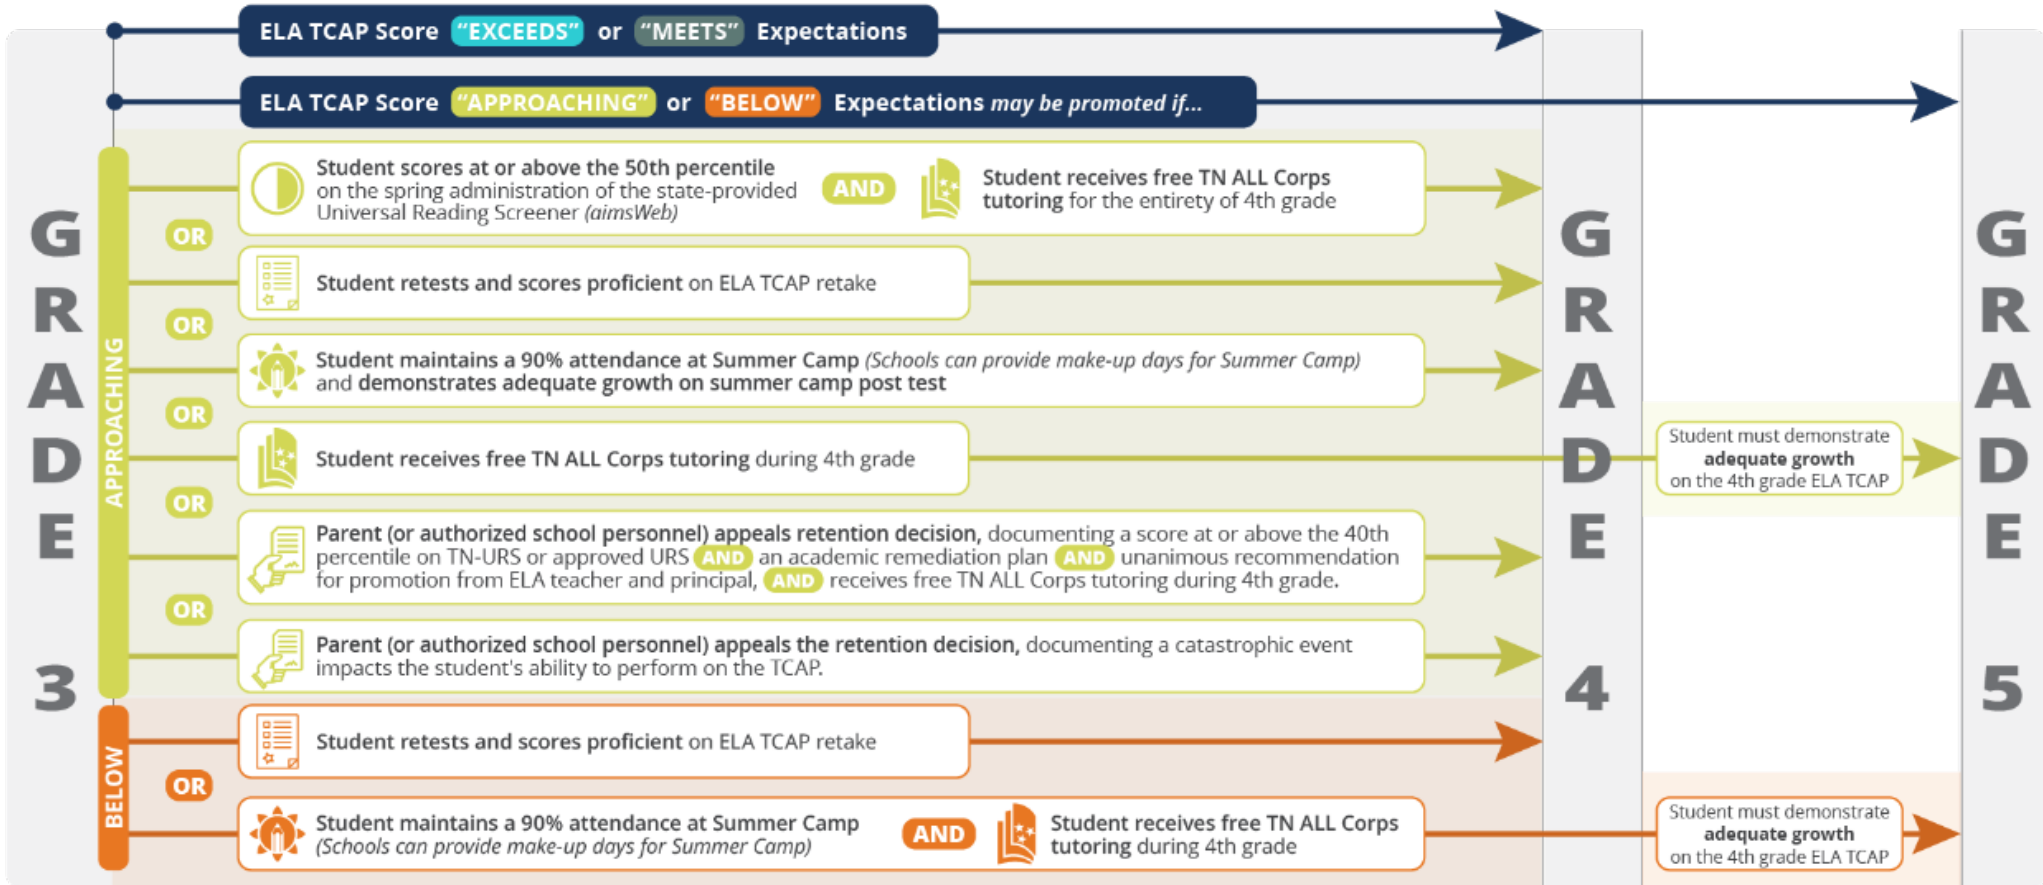 ELA TCAP Score “EXCEEDS” or “MEETS” Expectations
ELA TCAP Score “APPROACHING” or “BELOW” Expectations may be promoted if...
GRADE 3
APPROACHING
Student scores at or above the 50th percentile
on the spring administration of the state-provided
Universal Reading Screener (aimsWeb)
AND
Student receives free TN ALL Corps
tutoring for the entirety of 4th grade
OR
Student retests and scores proficient on ELA TCAP retake
OR
Student maintains a 90% attendance at Summer Camp (Schools can provide make-up days for Summer Camp)
and demonstrates adequate growth on summer camp post test
OR
Student receives free TN ALL Corps tutoring during 4th grade
Student must demonstrate
adequate growth
on the 4th grade ELA TCAP
OR
Parent (or authorized school personnel) appeals retention decision, documenting a score at or above the 40th
percentile on TN-URS or approved URS AND an academic remediation plan AND unanimous recommendation
for promotion from ELA teacher and principal, AND receives free TN ALL Corps tutoring during 4th grade.
OR
Parent (or authorized school personnel) appeals the retention decision, documenting a catastrophic event
impacts the student's ability to perform on the TCAP.
BELOW
Student retests and scores proficient on ELA TCAP retake
OR
Student maintains a 90% attendance at Summer Camp
(Schools can provide make-up days for Summer Camp)
AND
Student receives free TN ALL Corps
tutoring during 4th grade
Student must demonstrate
adequate growth
on the 4th grade ELA TCAP
GRADE 4
GRADE 5